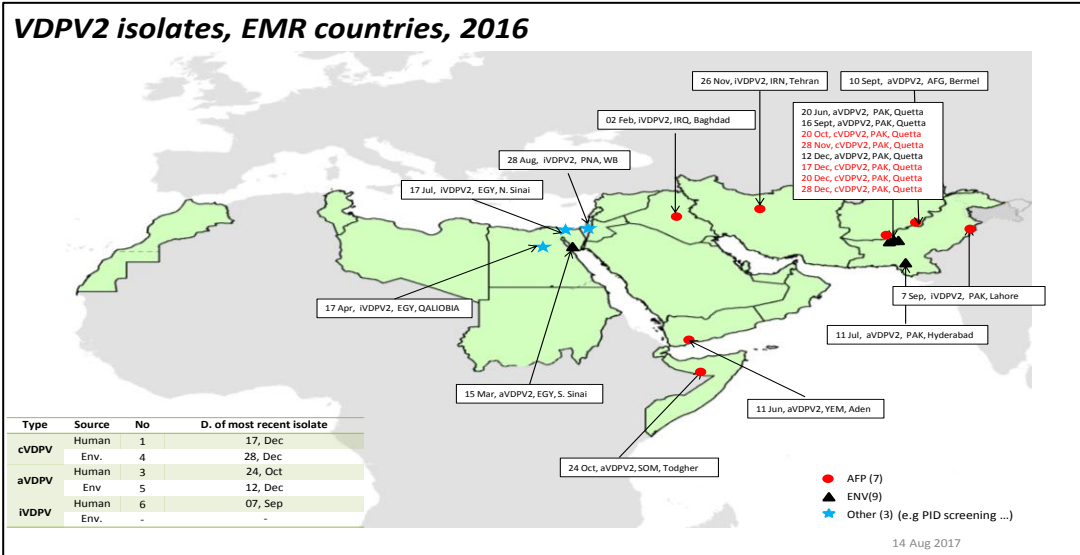 VDPV2 isolates, EMR countries, 2016
26 Nov, iVDPV2, IRN, Tehran
10 Sept, aVDPV2, AFG, Bermel
02 Feb, iVDPV2, IRQ, Baghdad
20 Jun, aVDPV2, PAK, Quetta
16 Sept, aVDPV2, PAK, Quetta
20 Oct, cVDPV2, PAK, Quetta
28 Nov, cVDPV2, PAK, Quetta
12 Dec, aVDPV2, PAK, Quetta
17 Dec, cVDPV2, PAK, Quetta
20 Dec, cVDPV2, PAK, Quetta
28 Dec, cVDPV2, PAK, Quetta
28 Aug, iVDPV2, PNA, WB
17 Jul, iVDPV2, EGY, N. Sinai
17 Apr, iVDPV2, EGY, QALIOBIA
7 Sep, iVDPV2, PAK, Lahore
11 Jul, aVDPV2, PAK, Hyderabad
15 Mar, aVDPV2, EGY, S. Sinai
11 Jun, aVDPV2, YEM, Aden
24 Oct, aVDPV2, SOM, Todgher
Type Source No D. of most recent isolate
cVDPV Human 1 17, Dec
Env. 4 28, Dec
aVDPV Human 3 24, Oct
Env 5 12, Dec
iVDPV Human 6 07, Sep
Env. - -
AFP (7)
ENV(9)
Other (3) (e.g PID screening ...)
14 Aug 2017